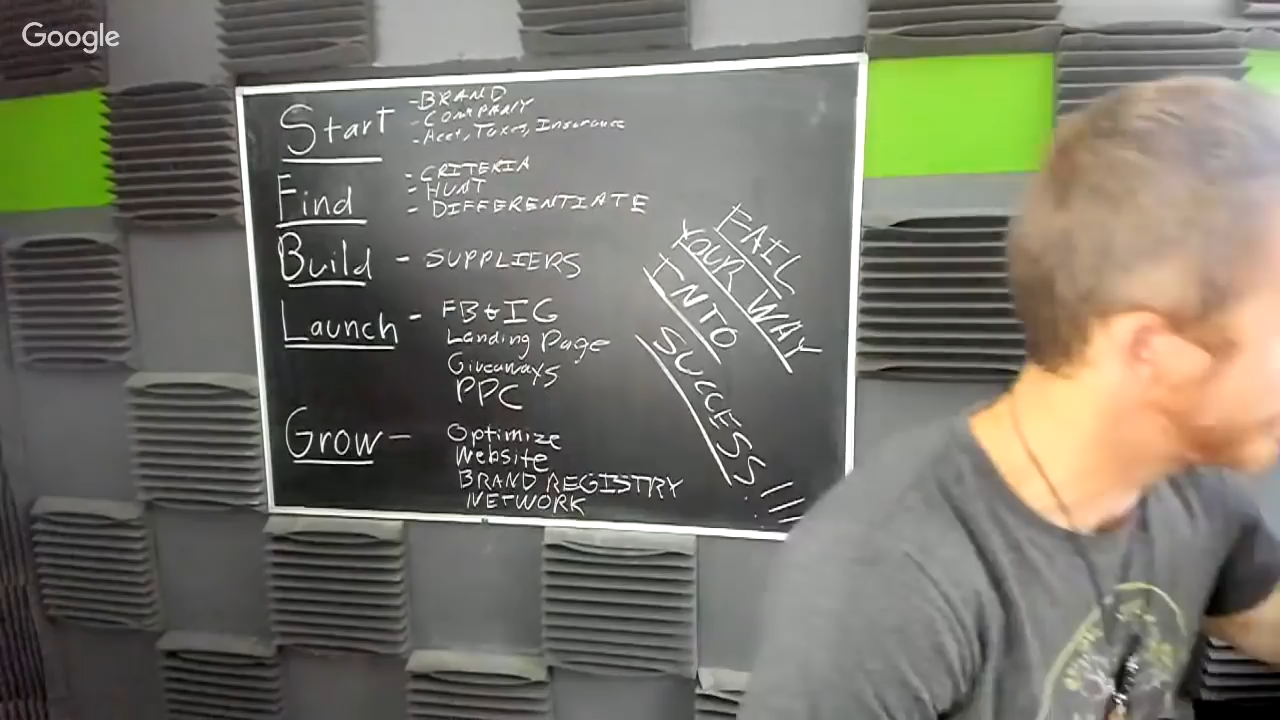 Google
Start
- BRAND
- COMPANY
- Acct, Taxes, Insurance
Find
- CRITERIA
- HUNT
- DIFFERENTIATE
Build - SUPPLIERS
Launch - FB & IG
Landing Page
Giveaways
PPC
Grow - Optimize
Website
BRAND REGISTRY
NETWORK
FAIL
YOUR WAY
INTO
SUCCESS!!!